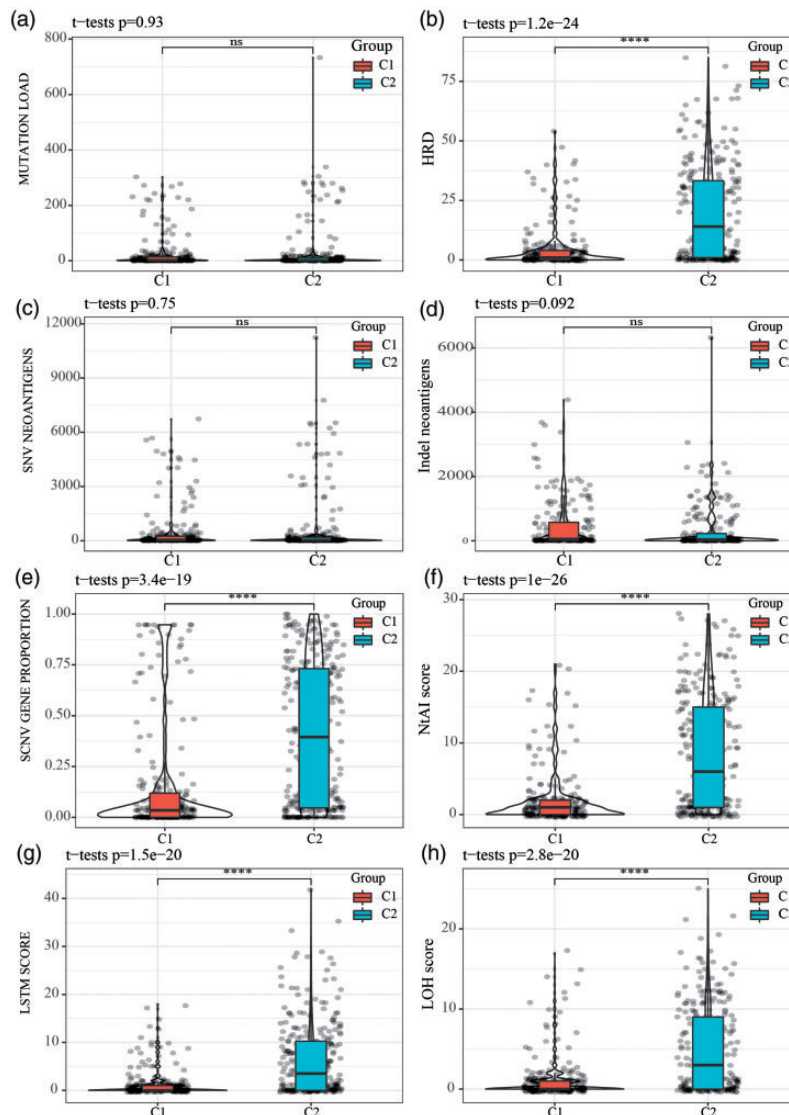 (a) t−tests p=0.93
MUTATION LOAD
800
600
400
200
0
ns
Group
C1
C2
C1 C2
(b) t−tests p=1.2e−24
HRD
75
50
25
0
****
Group
C
C2
C1 C2
(c) t−tests p=0.75
SNV NEOANTIGENS
12000
9000
6000
3000
0
ns
Group
C1
C2
C1 C2
(d) t−tests p=0.092
Indel neoantigens
6000
4000
2000
0
ns
Group
C1
C2
C1 C2
(e) t−tests p=3.4e−19
SCNV GENE PROPORTION
1.00
0.75
0.50
0.25
0.00
****
Group
C1
C2
C1 C2
(f) t−tests p=1e−26
NtAI score
30
20
10
0
****
Group
C
C2
C1 C2
(g) t−tests p=1.5e−20
LSTM SCORE
40
30
20
10
0
****
Group
C1
C2
C1 C2
(h) t−tests p=2.8e−20
LOH score
20
10
0
****
Group
C
C2
C1 C2